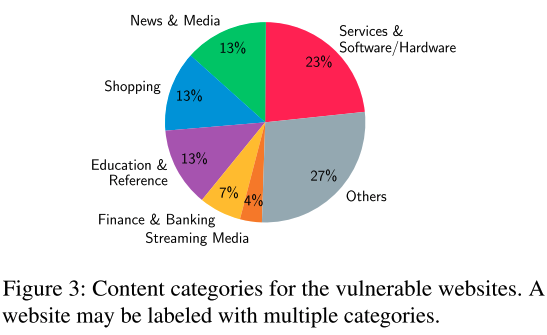 News & Media
13%
Services &
Software/Hardware
23%
Shopping
13%
Education &
Reference
13%
27%
Others
7%
Finance & Banking
4%
Streaming Media
Figure 3: Content categories for the vulnerable websites. A
website may be labeled with multiple categories.